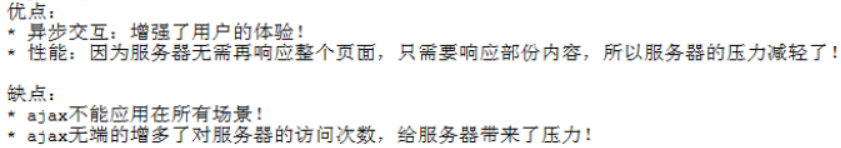 优点：
* 异步交互：增强了用户的体验！
* 性能：因为服务器无需再响应整个页面，只需要响应部份内容，所以服务器的压力减轻了！
缺点：
* ajax不能应用在所有场景！
* ajax无端的增多了对服务器的访问次数，给服务器带来了压力！